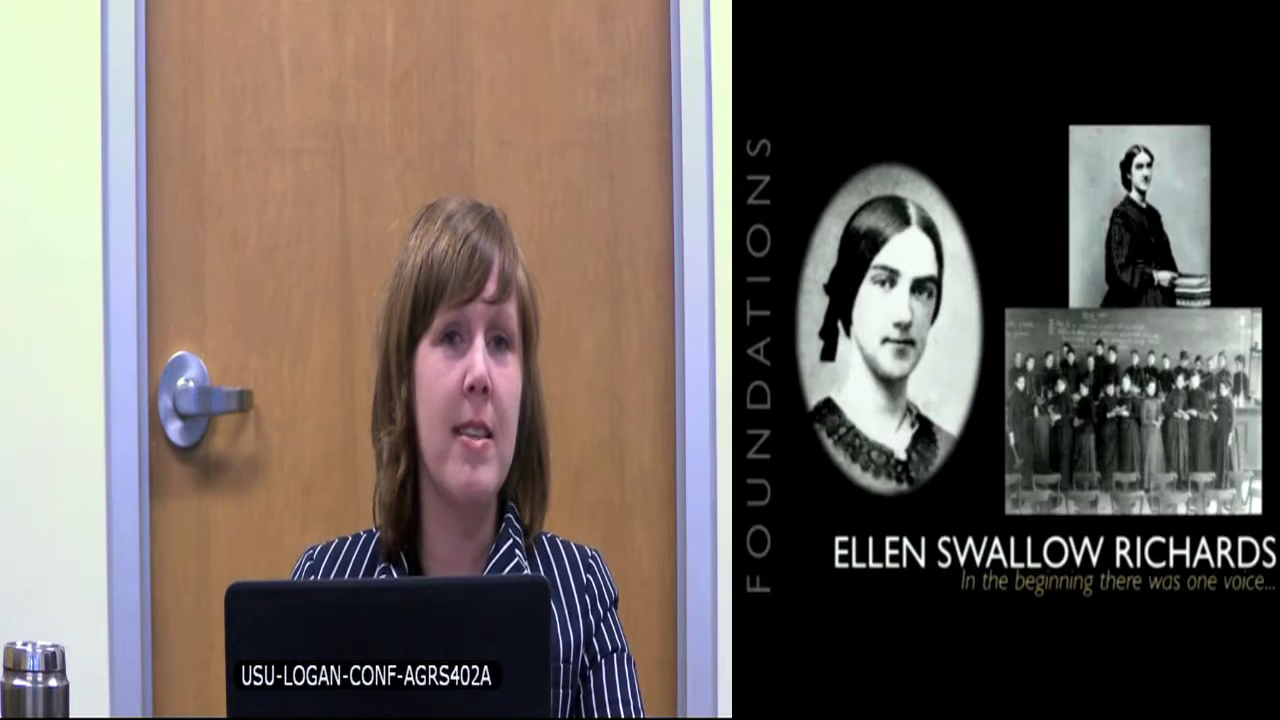 USU-LOGAN-CONF-AGRS402A
FOUNDATIONS
ELLEN SWALLOW RICHARDS
In the beginning there was one voice...